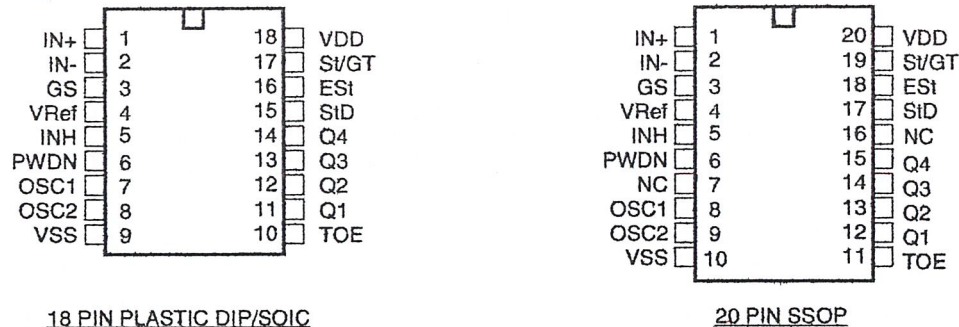 IN+ 1 18 VDD
IN- 2 17 St/GT
GS 3 16 ESt
VRef 4 15 StD
INH 5 14 Q4
PWDN 6 13 Q3
OSC1 7 12 Q2
OSC2 8 11 Q1
VSS 9 10 TOE
18 PIN PLASTIC DIP/SOIC
IN+ 1 20 VDD
IN- 2 19 St/GT
GS 3 18 ESt
VRef 4 17 StD
INH 5 16 NC
PWDN 6 15 Q4
NC 7 14 Q3
OSC1 8 13 Q2
OSC2 9 12 Q1
VSS 10 11 TOE
20 PIN SSOP